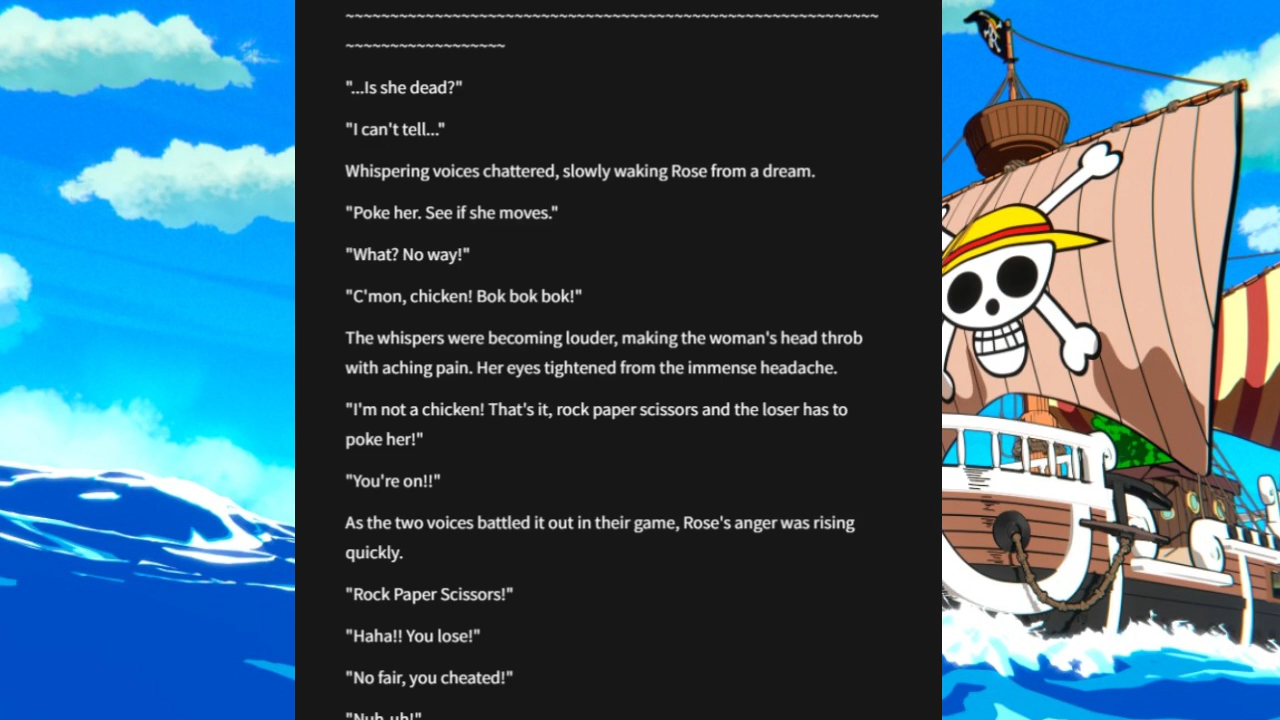 ~~~~~~~~~~~~~~~~~~~~~~~~~~~~~~~~~~~~~~~~~~~~~~~~~~~~~~~~~~~
~~~~~~~~~~~~~~~~~~
"...Is she dead?"
"I can't tell..."
Whispering voices chattered, slowly waking Rose from a dream.
"Poke her. See if she moves."
"What? No way!"
"C'mon, chicken! Bok bok bok!"
The whispers were becoming louder, making the woman's head throb
with aching pain. Her eyes tightened from the immense headache.
"I'm not a chicken! That's it, rock paper scissors and the loser has to
poke her!"
"You're on!!"
As the two voices battled it out in their game, Rose's anger was rising
quickly.
"Rock Paper Scissors!"
"Haha!! You lose!"
"No fair, you cheated!"
"Nuh-uh!"